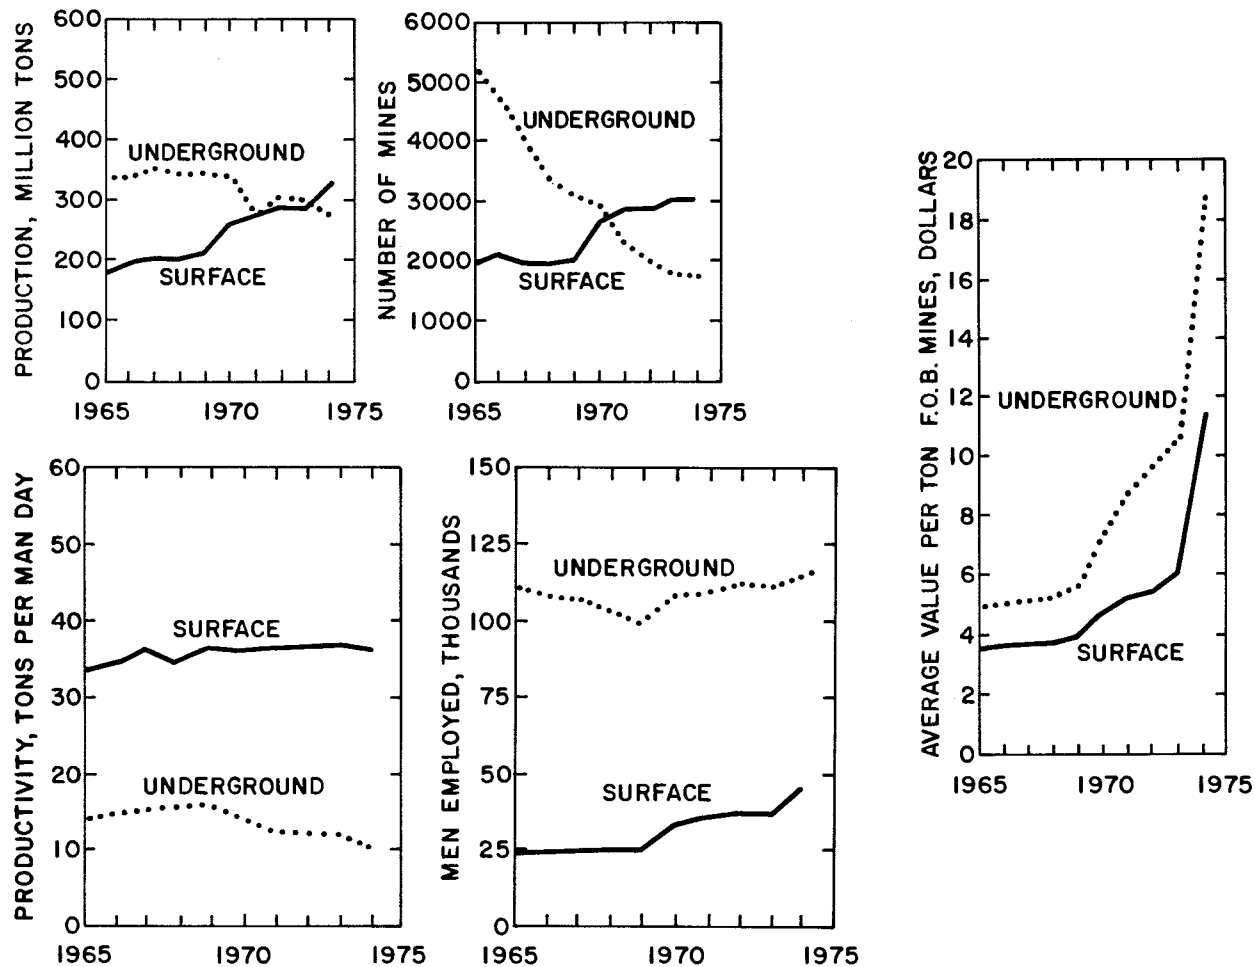 PRODUCTION, MILLION TONS
600
500
400
300
200
100
0
UNDERGROUND
SURFACE
1965 1970 1975
NUMBER OF MINES
6000
5000
4000
3000
2000
1000
0
UNDERGROUND
SURFACE
1965 1970 1975
PRODUCTIVITY, TONS PER MAN DAY
60
50
40
30
20
10
0
SURFACE
UNDERGROUND
1965 1970 1975
MEN EMPLOYED, THOUSANDS
150
125
100
75
50
25
0
UNDERGROUND
SURFACE
1965 1970 1975
AVERAGE VALUE PER TON F.O.B. MINES, DOLLARS
20
18
16
14
12
10
8
6
4
2
0
UNDERGROUND
SURFACE
1965 1970 1975